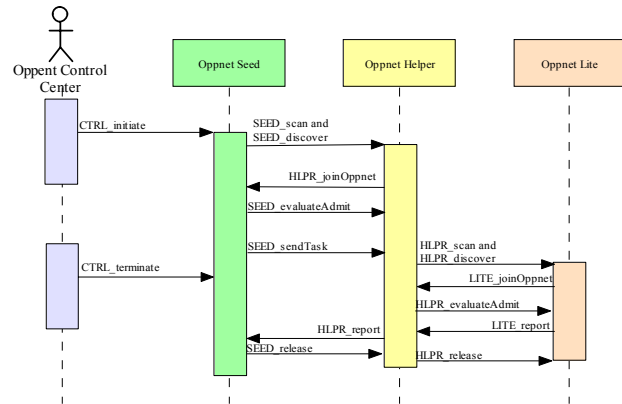 Oppent Control
Center
Oppnet Seed
Oppnet Helper
Oppnet Lite
CTRL_initiate
SEED_scan and
SEED_discover
HLPR_joinOppnet
SEED_evaluateAdmit
SEED_sendTask
HLPR_scan and
HLPR_discover
CTRL_terminate
LITE_joinOppnet
HLPR_evaluateAdmit
LITE_report
HLPR_report
SEED_release
HLPR_release